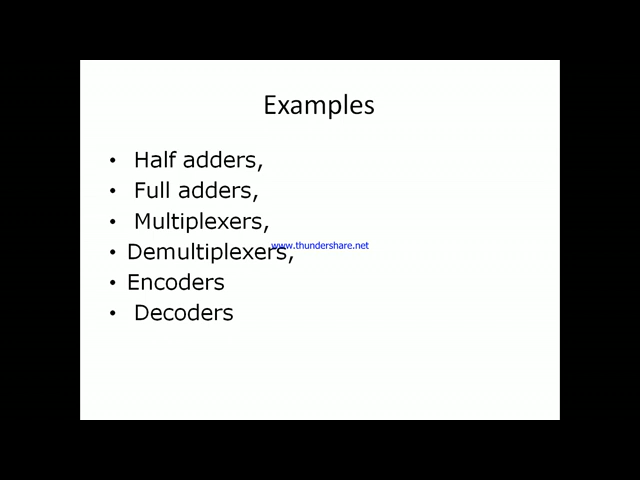 Examples
• Half adders,
• Full adders,
• Multiplexers,
www.thundershare.net
• Demultiplexers,
• Encoders
• Decoders